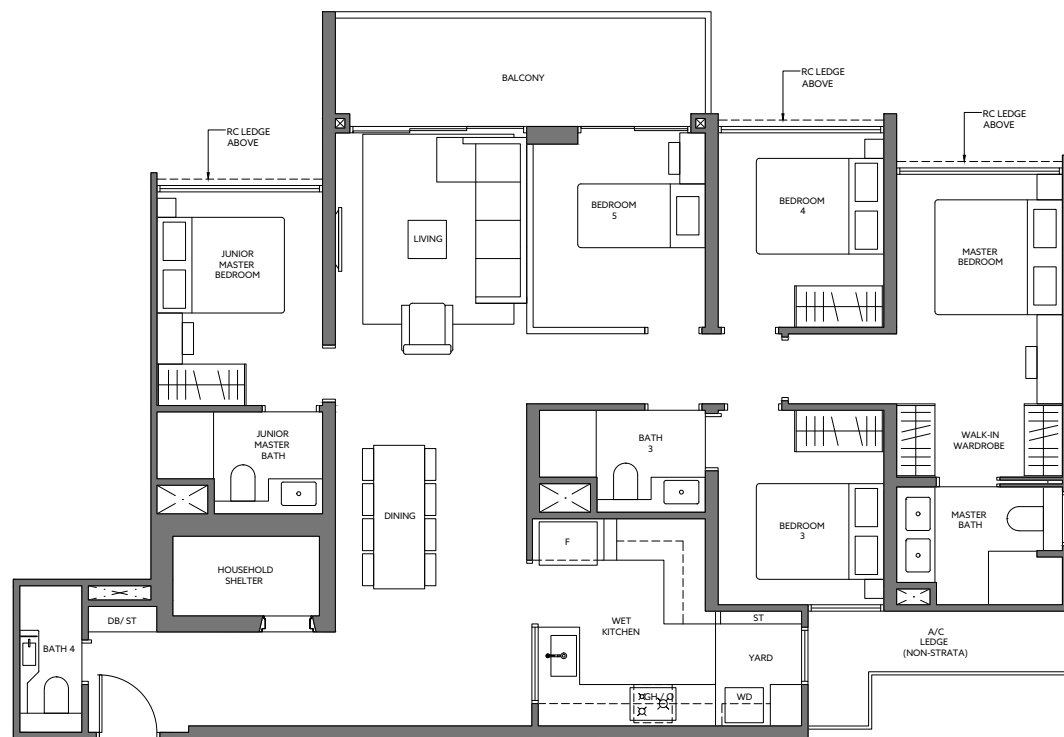 BALCONY
RC LEDGE
ABOVE
RC LEDGE
ABOVE
RC LEDGE
ABOVE
JUNIOR
MASTER
BEDROOM
LIVING
BEDROOM
5
BEDROOM
4
MASTER
BEDROOM
JUNIOR
MASTER
BATH
BATH
3
WALK-IN
WARDROBE
DINING
BEDROOM
3
MASTER
BATH
F
HOUSEHOLD
SHELTER
DB/ ST
WET
KITCHEN
ST
A/C
LEDGE
(NON-STRATA)
BATH 4
YARD
WD